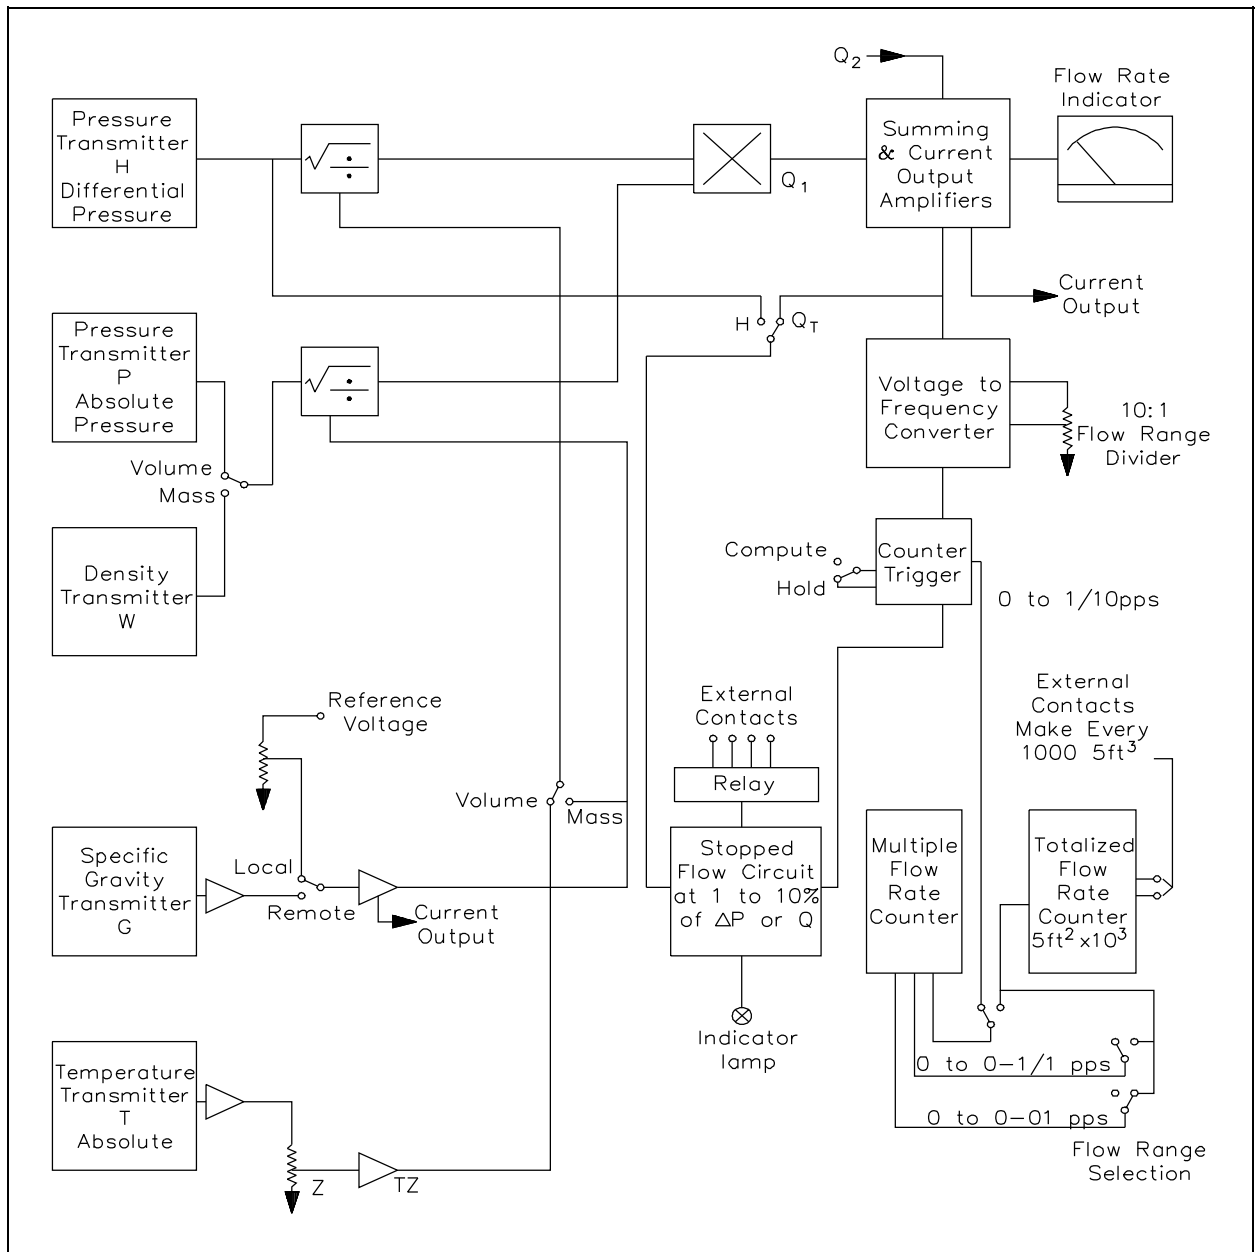 Q2
Flow Rate
Indicator
Pressure
Transmitter
H
Differential
Pressure
√ ÷
Q1
Summing
& Current
Output
Amplifiers
Current
Output
H
QT
Pressure
Transmitter
P
Absolute
Pressure
√ ÷
Voltage to
Frequency
Converter
10:1
Flow Range
Divider
Volume
Mass
Density
Transmitter
W
Compute
Hold
Counter
Trigger
0 to 1/10pps
Reference
Voltage
External
Contacts
Relay
External
Contacts
Make Every
1000 5ft³
Volume
Mass
Specific
Gravity
Transmitter
G
Local
Remote
Current
Output
Stopped
Flow Circuit
at 1 to 10%
of △P or Q
Multiple
Flow
Rate
Counter
Totalized
Flow
Rate
Counter
5ft²x10³
Indicator
lamp
0 to 0-1/1 pps
0 to 0-01 pps
Flow Range
Selection
Temperature
Transmitter
T
Absolute
Z
TZ